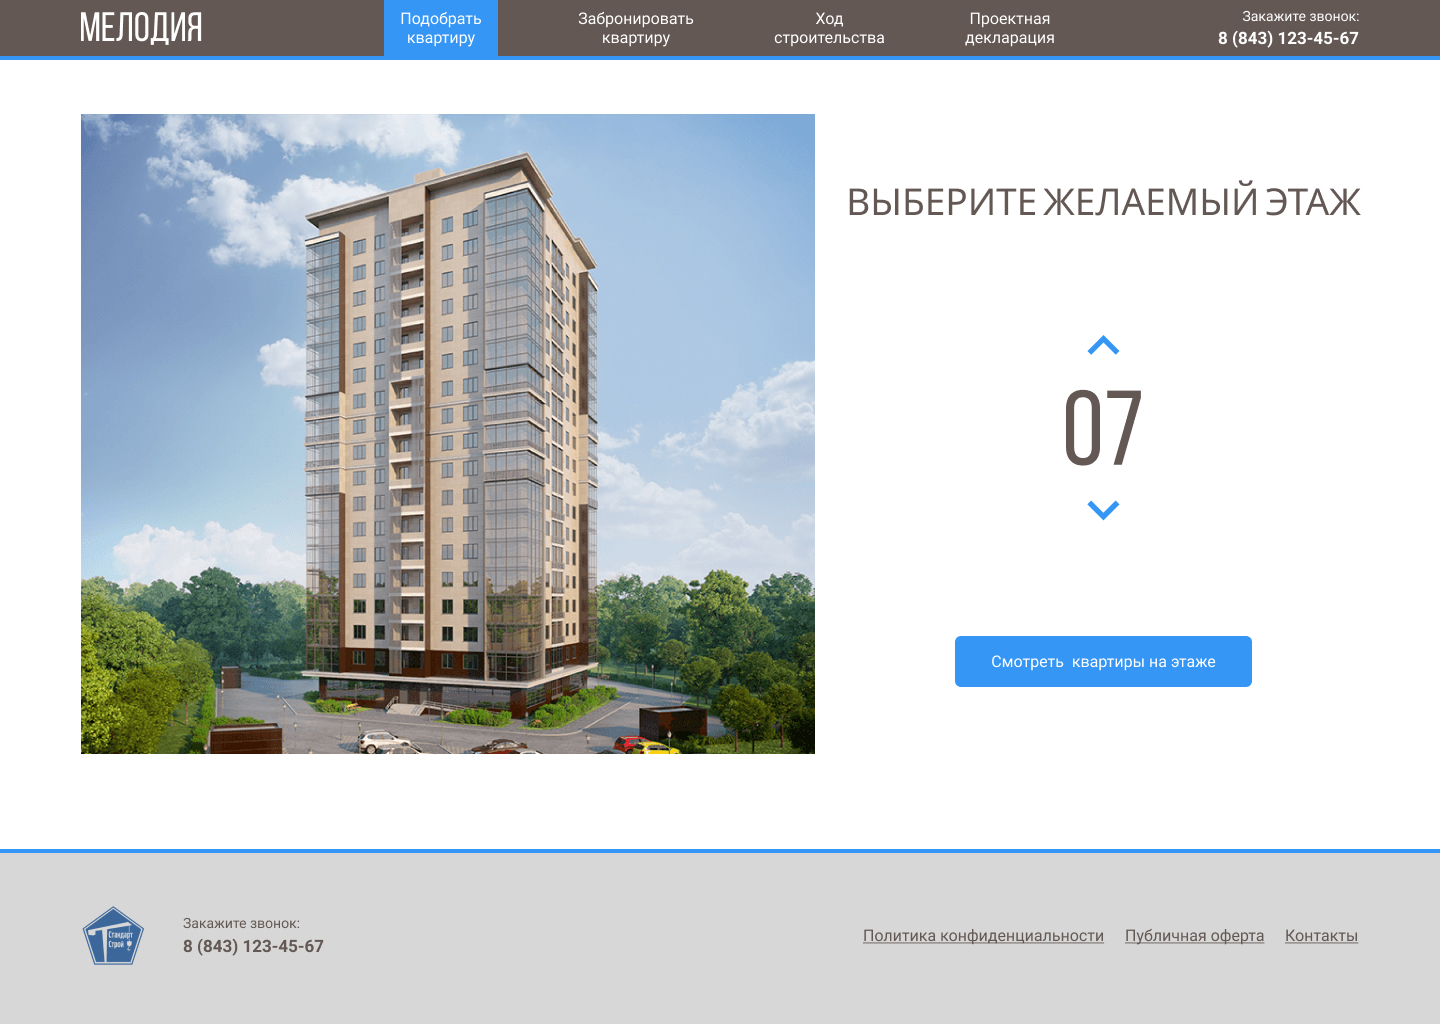 МЕЛОДИЯ
Подобрать
квартиру
Забронировать
квартиру
Ход
строительства
Проектная
декларация
Закажите звонок:
8 (843) 123-45-67
ВЫБЕРИТЕ ЖЕЛАЕМЫЙ ЭТАЖ
07
Смотреть квартиры на этаже
Стандарт
Строй
Закажите звонок:
8 (843) 123-45-67
Политика конфиденциальности
Публичная оферта
Контакты